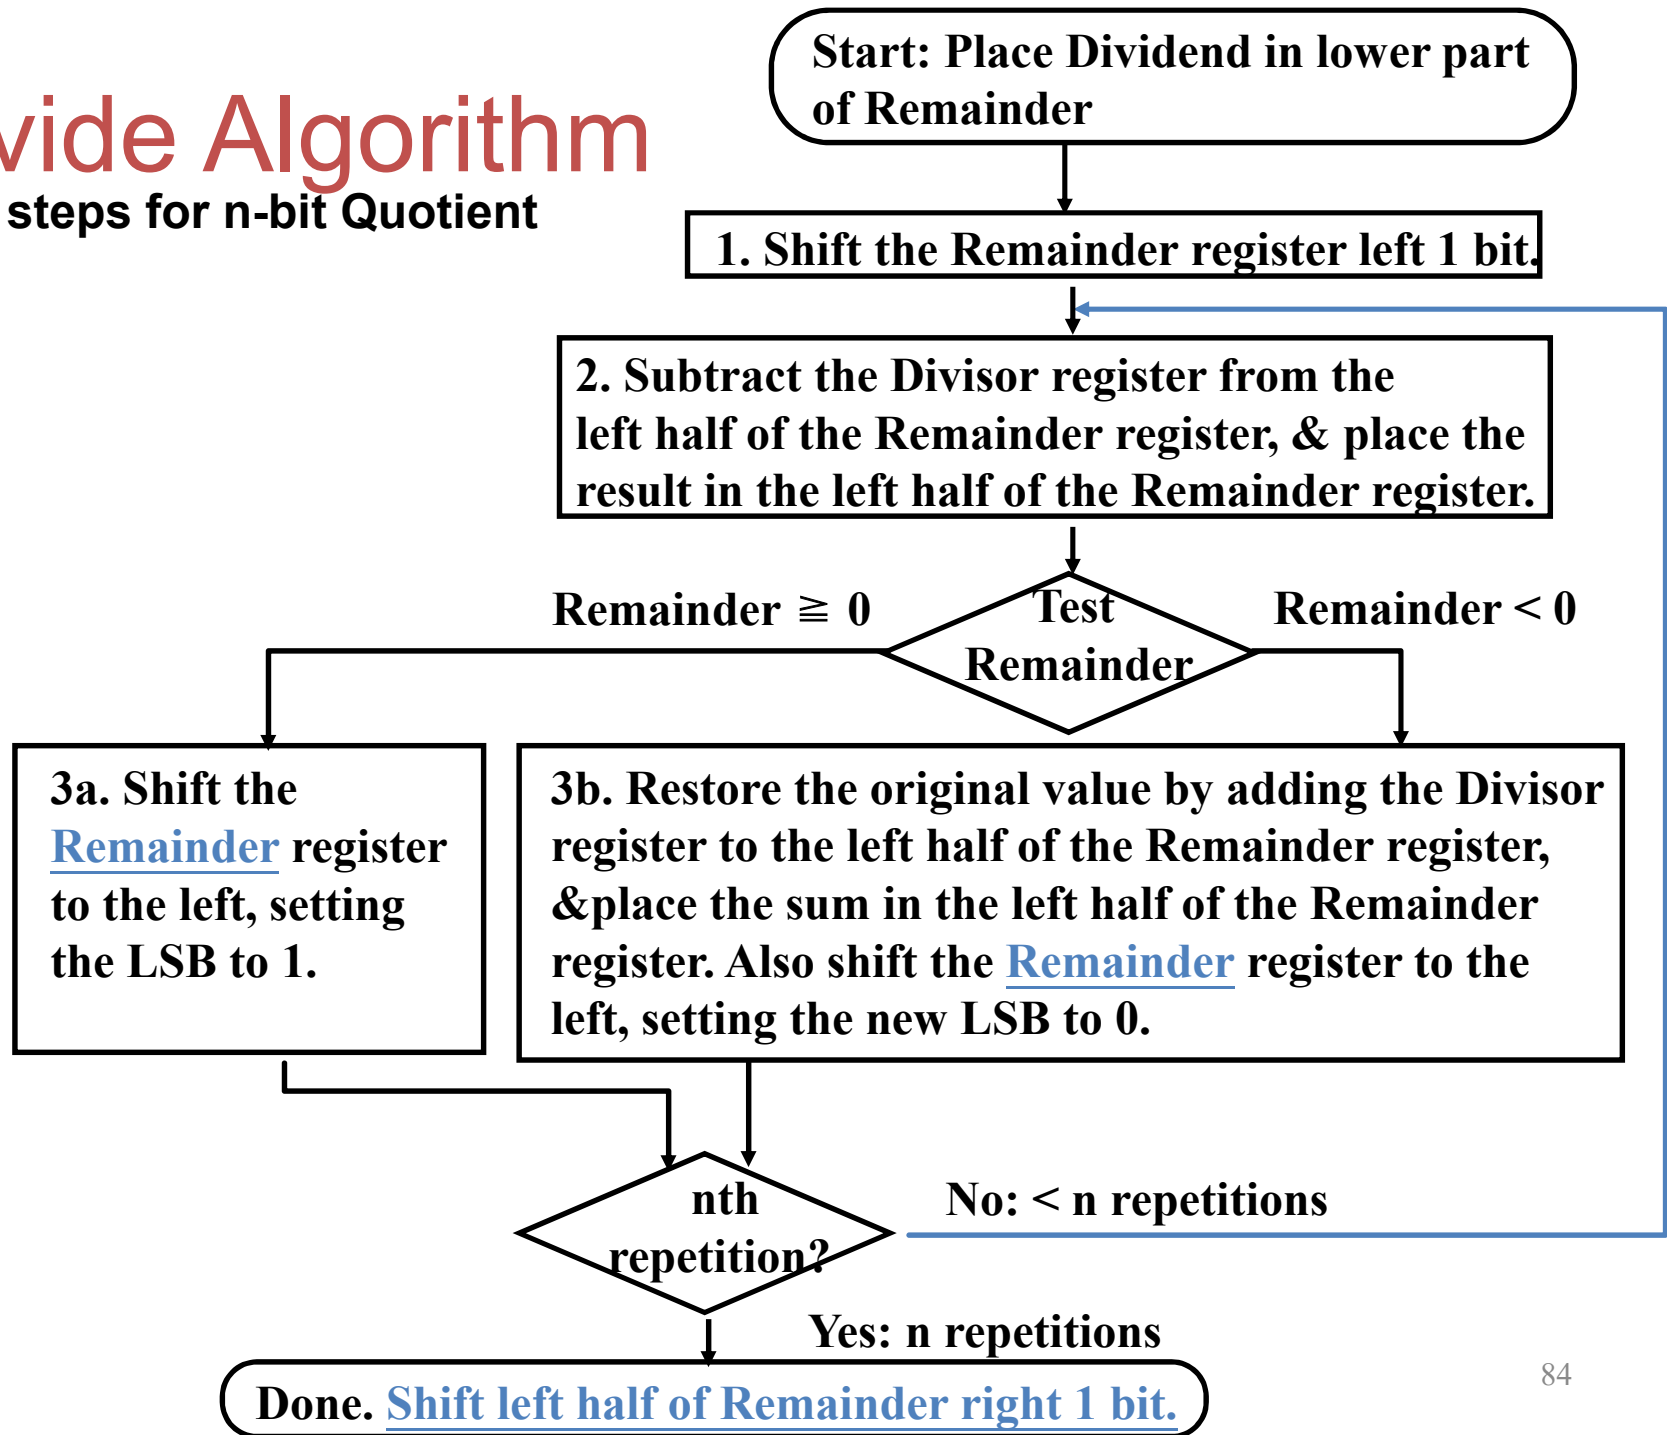 Start: Place Dividend in lower part
of Remainder
vide Algorithm
steps for n-bit Quotient
1. Shift the Remainder register left 1 bit.
2. Subtract the Divisor register from the
left half of the Remainder register, & place the
result in the left half of the Remainder register.
Remainder ≧ 0
Test
Remainder
Remainder < 0
3a. Shift the
Remainder register
to the left, setting
the LSB to 1.
3b. Restore the original value by adding the Divisor
register to the left half of the Remainder register,
&place the sum in the left half of the Remainder
register. Also shift the Remainder register to the
left, setting the new LSB to 0.
nth
repetition?
No: < n repetitions
Yes: n repetitions
Done. Shift left half of Remainder right 1 bit.
84